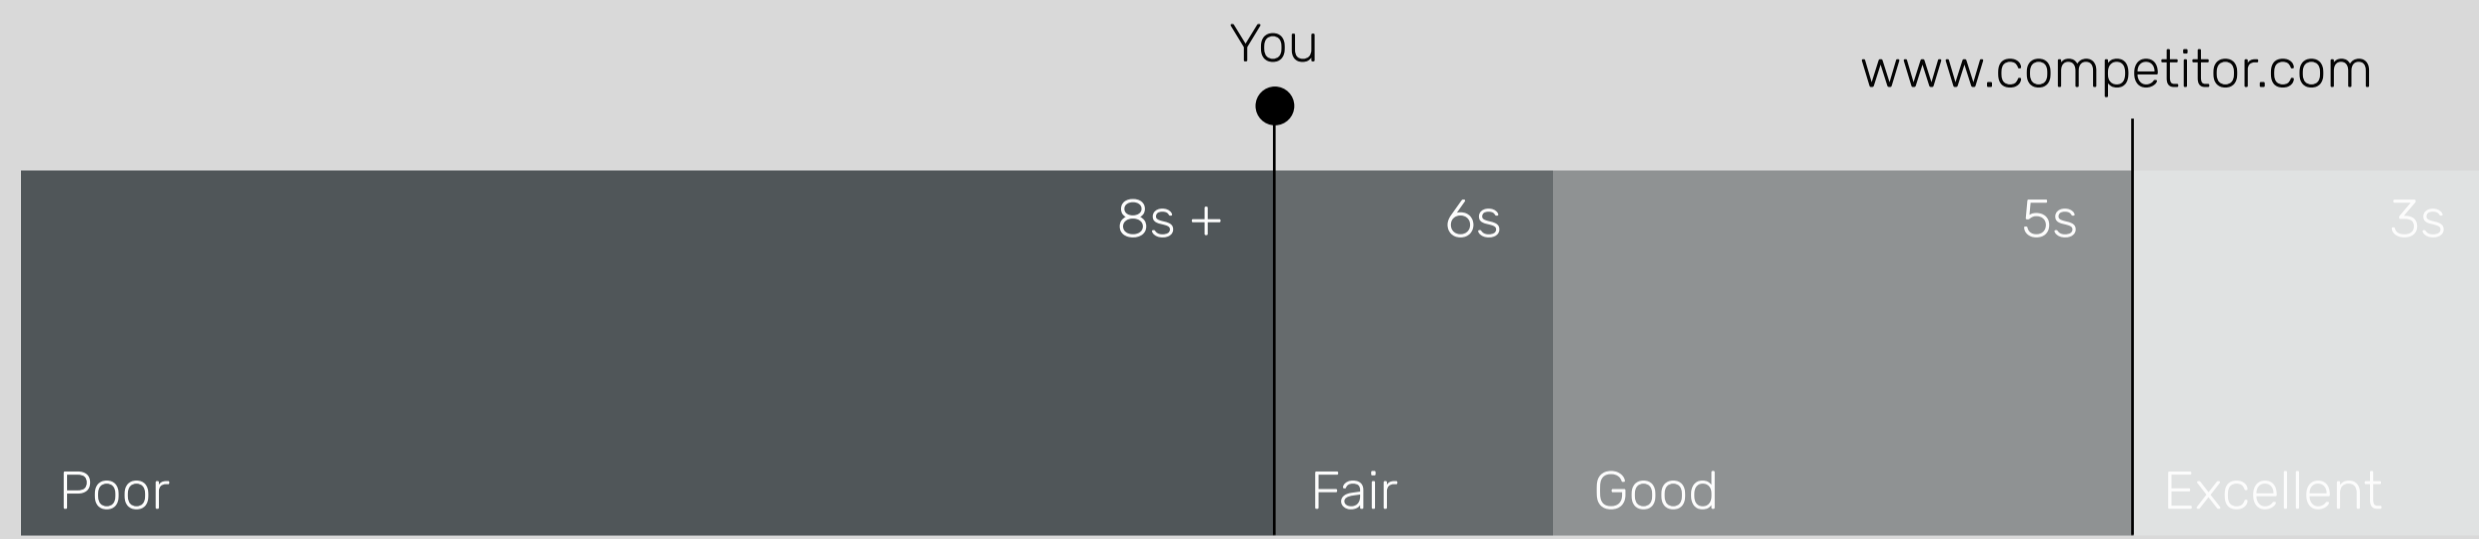 You
www.competitor.com
8s +
6s
5s
3s
Poor
Fair
Good
Excellent